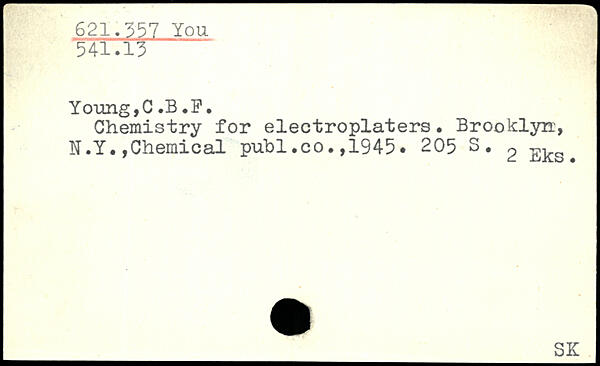 621.357 You
541.13
Young,C.B.F.
Chemistry for electroplaters. Brooklyn,
N.Y.,Chemical publ.co.,1945. 205 S. 2 Eks.
SK